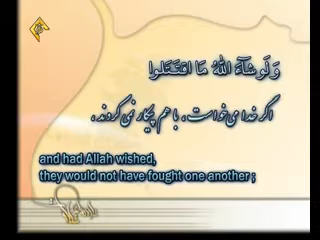 وَلَوْ شَآءَ اللّٰهُ مَا اقْتَتَلُوا
اگر خدا می‌خواست، با هم پیکار نمی‌کردند،
and had Allah wished,
they would not have fought one another ;